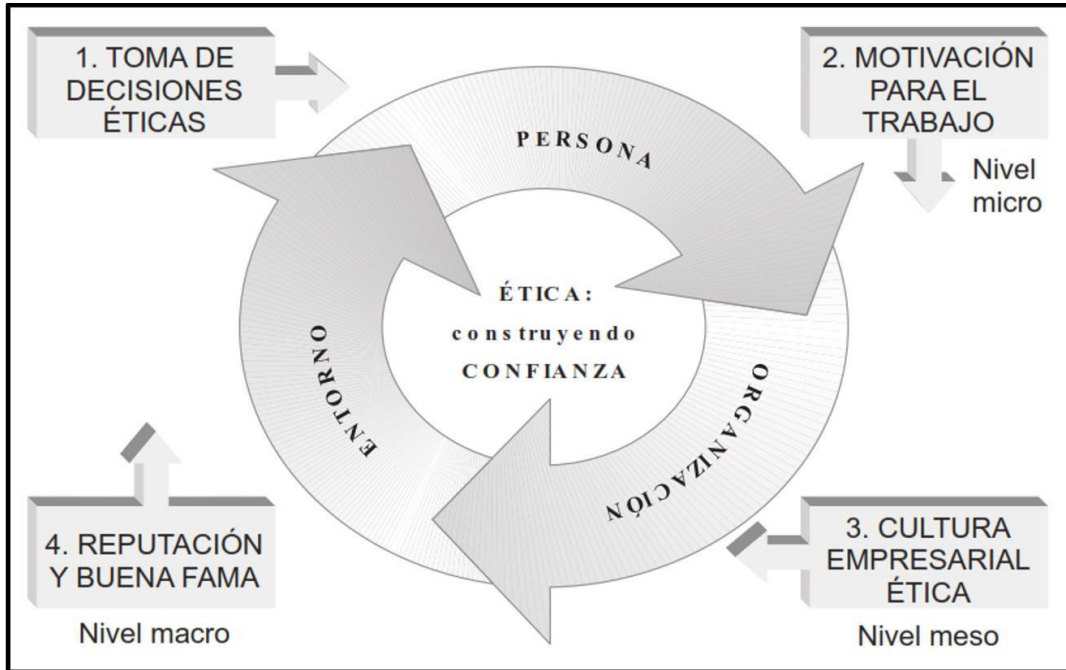 1. TOMA DE
DECISIONES
ÉTICAS
2. MOTIVACIÓN
PARA EL
TRABAJO
Nivel
micro
PERSONA
ÉTICA:
construyendo
CONFIANZA
ENTORNO
ORGANIZACIÓN
4. REPUTACIÓN
Y BUENA FAMA
Nivel macro
3. CULTURA
EMPRESARIAL
ÉTICA
Nivel meso